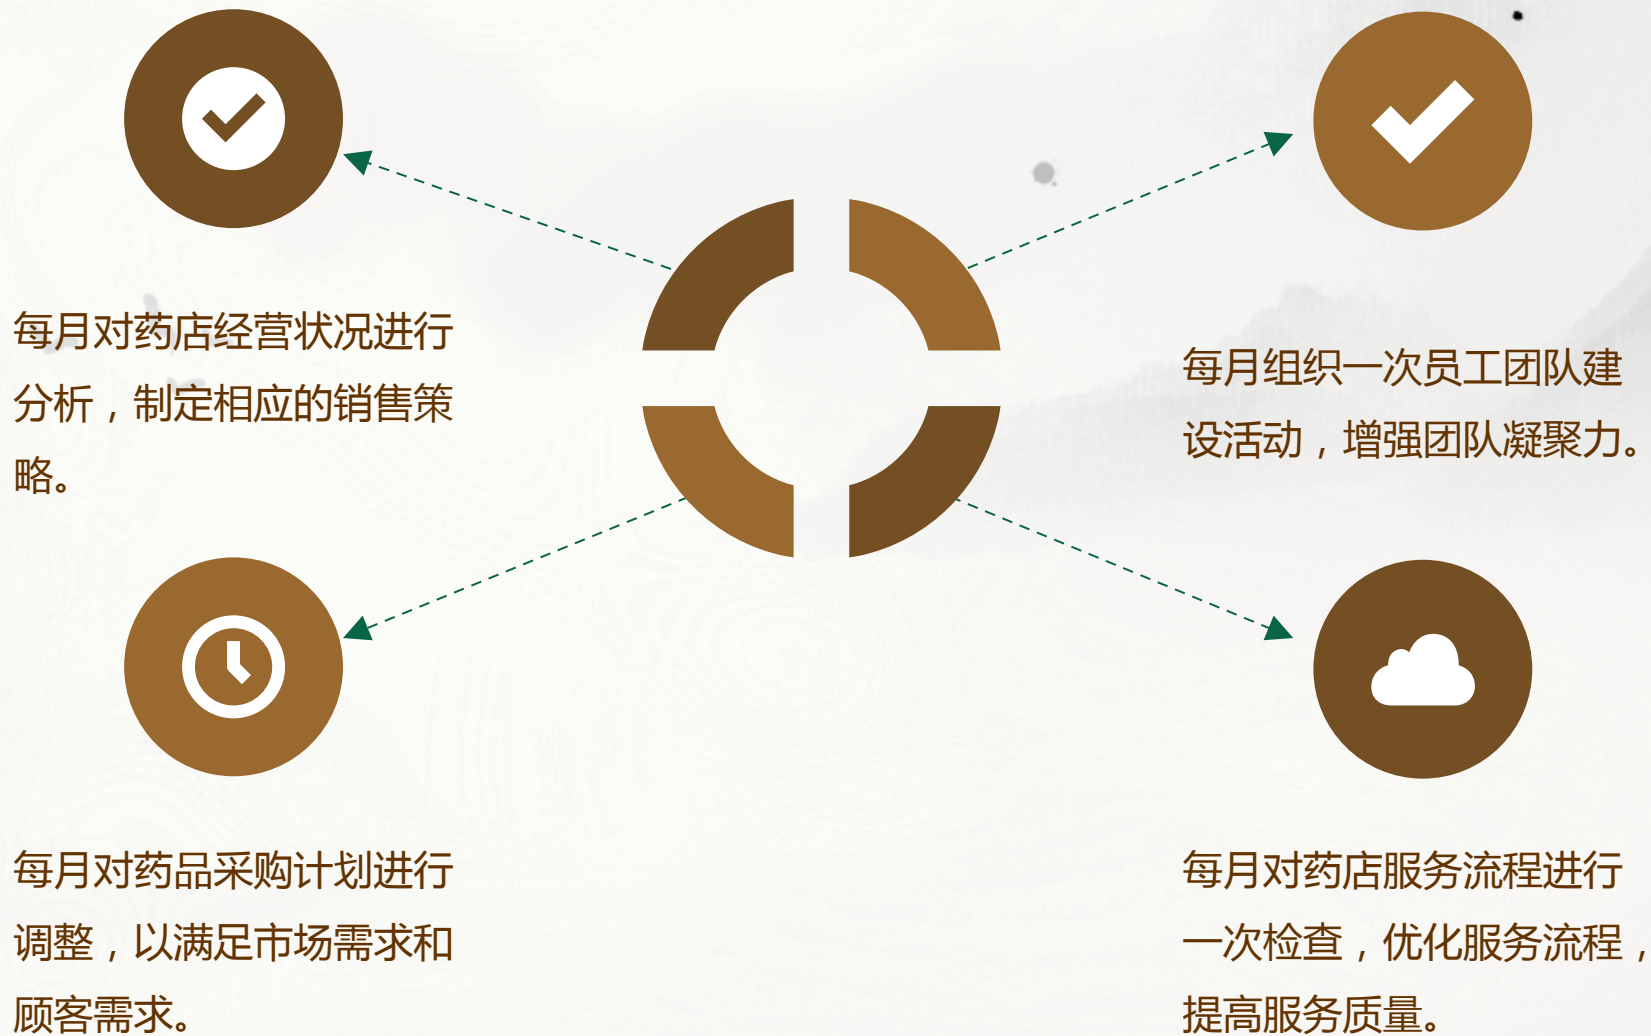 每月对药店经营状况进行
分析，制定相应的销售策
略。
每月组织一次员工团队建
设活动，增强团队凝聚力。
每月对药品采购计划进行
调整，以满足市场需求和
顾客需求。
每月对药店服务流程进行
一次检查，优化服务流程，
提高服务质量。